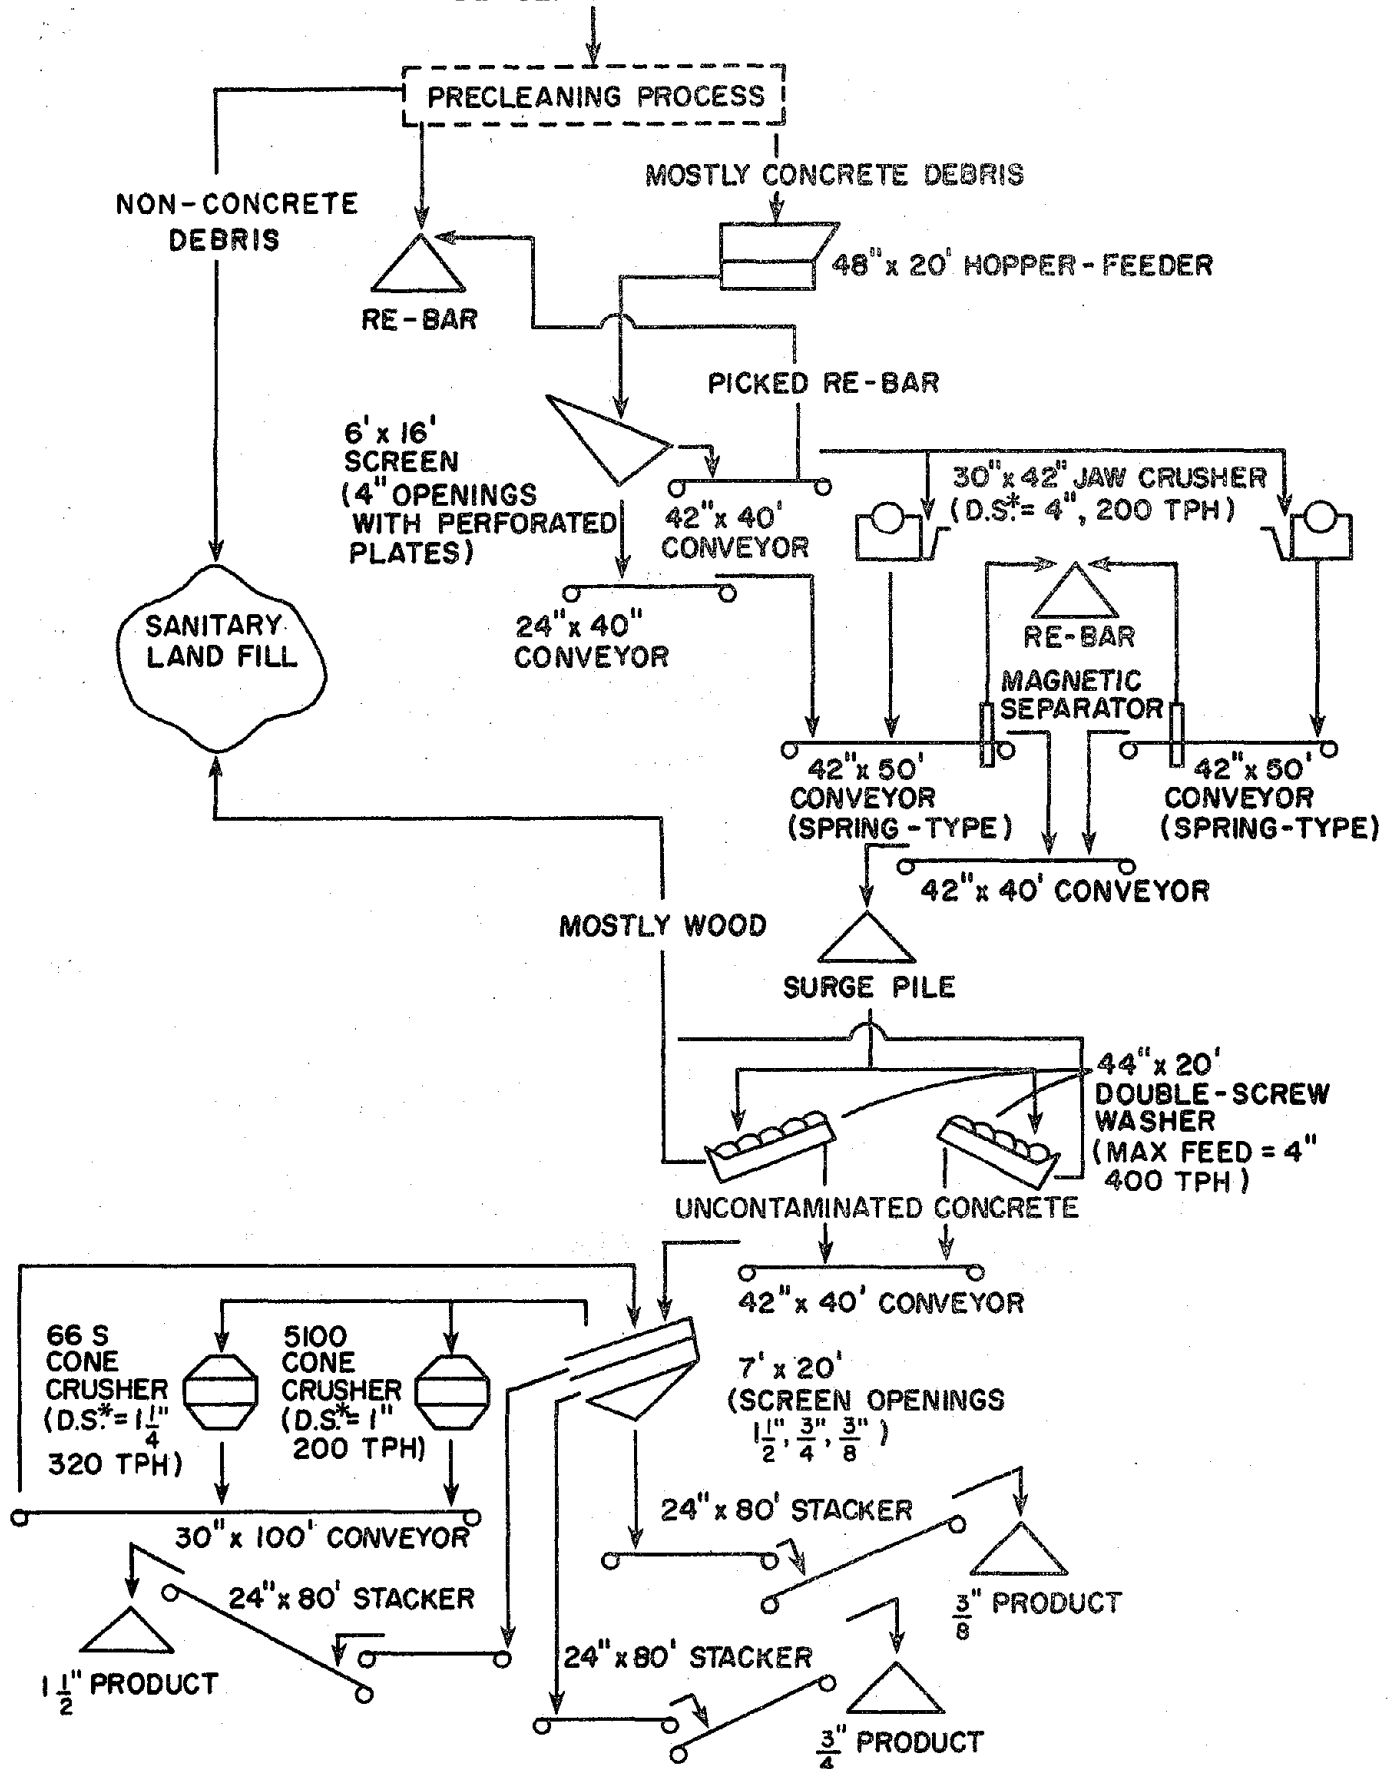 PRECLEANING PROCESS
MOSTLY CONCRETE DEBRIS
NON-CONCRETE
DEBRIS
48" x 20' HOPPER-FEEDER
RE-BAR
PICKED RE-BAR
6' x 16'
SCREEN
(4" OPENINGS
WITH PERFORATED
PLATES)
42" x 40'
CONVEYOR
30" x 42" JAW CRUSHER
(D.S.* = 4", 200 TPH)
24" x 40"
CONVEYOR
RE-BAR
SANITARY
LAND FILL
MAGNETIC
SEPARATOR
42" x 50'
CONVEYOR
(SPRING-TYPE)
42" x 50'
CONVEYOR
(SPRING-TYPE)
42" x 40' CONVEYOR
MOSTLY WOOD
SURGE PILE
44" x 20'
DOUBLE-SCREW
WASHER
(MAX FEED = 4"
400 TPH)
UNCONTAMINATED CONCRETE
42" x 40' CONVEYOR
66 S
CONE
CRUSHER
(D.S.* = 1 1/4"
320 TPH)
5100
CONE
CRUSHER
(D.S.* = 1"
200 TPH)
7' x 20'
(SCREEN OPENINGS
1 1/2", 3/4", 3/8")
24" x 80' STACKER
30" x 100' CONVEYOR
3/8" PRODUCT
24" x 80' STACKER
1 1/2" PRODUCT
24" x 80' STACKER
3/4" PRODUCT